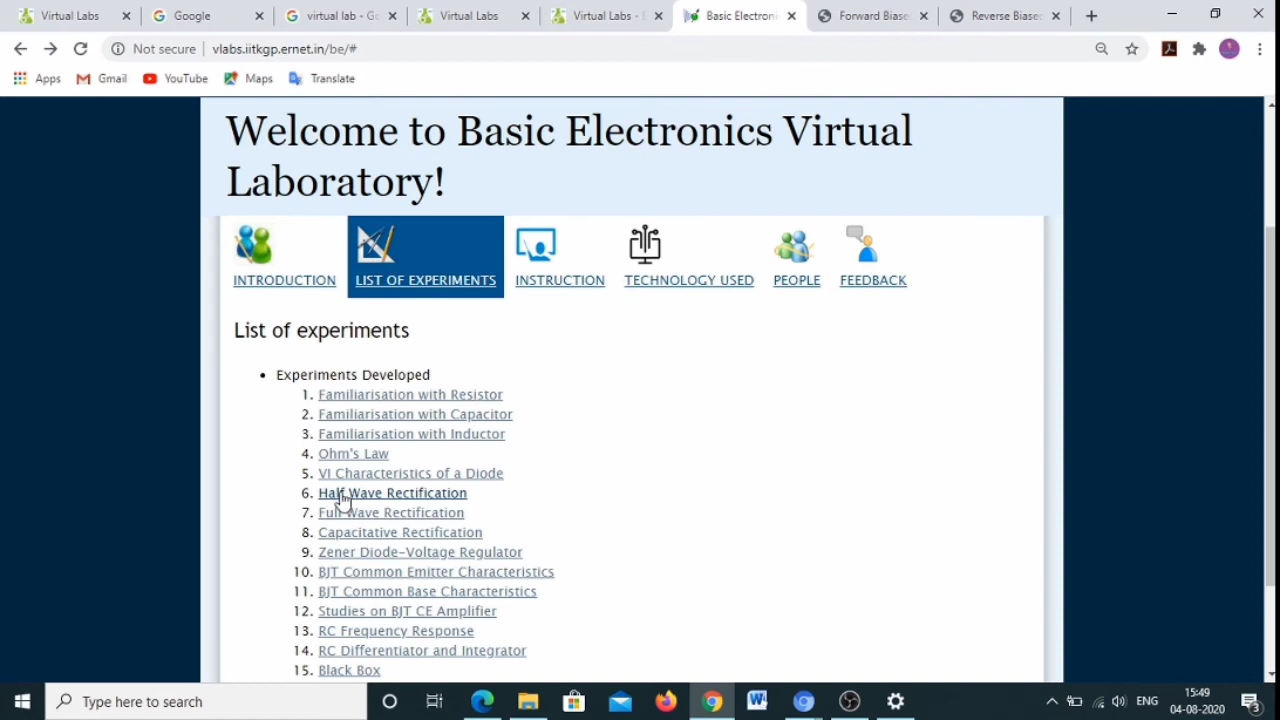 Virtual Labs
Google
virtual lab - Go
Virtual Labs
Virtual Labs - E
Basic Electroni
Forward Biase
Reverse Biase
Not secure
vlabs.iitkgp.ernet.in/be/#
Apps
Gmail
YouTube
Maps
Translate
Welcome to Basic Electronics Virtual
Laboratory!
INTRODUCTION
LIST OF EXPERIMENTS
INSTRUCTION
TECHNOLOGY USED
PEOPLE
FEEDBACK
List of experiments
Experiments Developed
1. Familiarisation with Resistor
2. Familiarisation with Capacitor
3. Familiarisation with Inductor
4. Ohm's Law
5. VI Characteristics of a Diode
6. Half Wave Rectification
7. Full Wave Rectification
8. Capacitative Rectification
9. Zener Diode-Voltage Regulator
10. BJT Common Emitter Characteristics
11. BJT Common Base Characteristics
12. Studies on BJT CE Amplifier
13. RC Frequency Response
14. RC Differentiator and Integrator
15. Black Box
Type here to search
ENG
15:49
04-08-2020
3